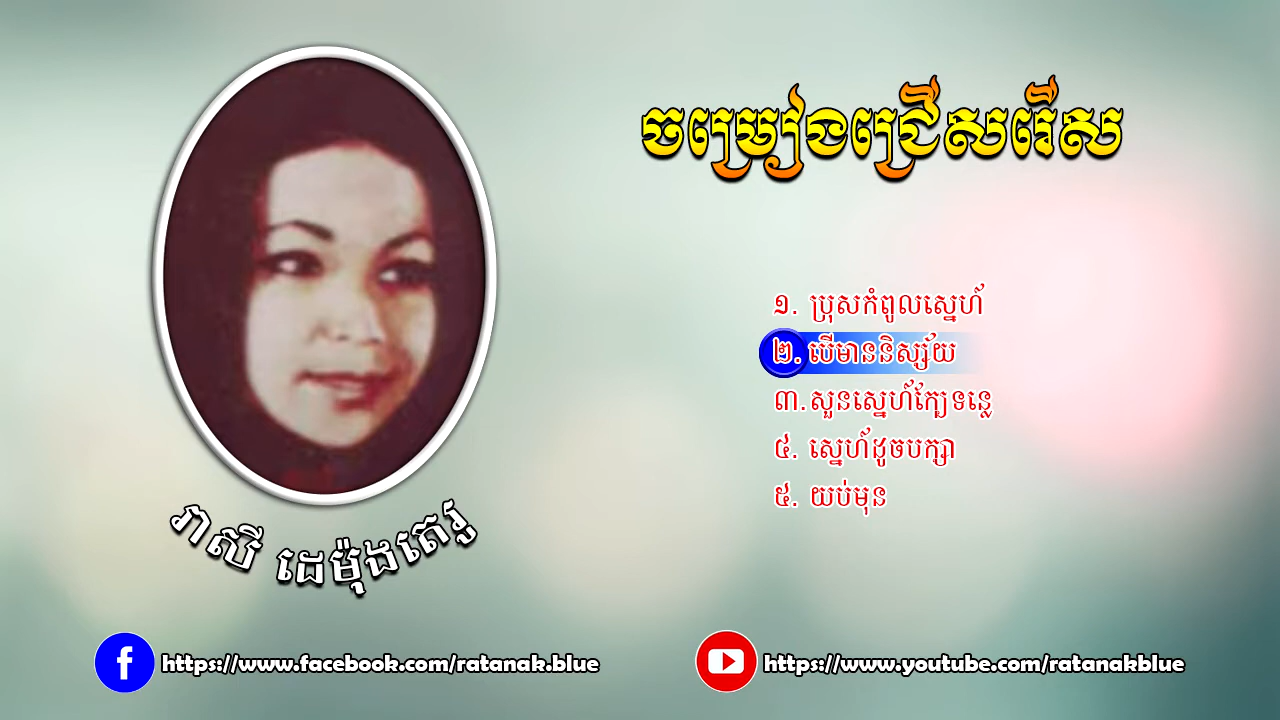 ចម្រៀងជ្រើសរើស
១. ប្រុសកំពូលស្នេហ៍
២. បើមាននិស្ស័យ
៣. សួនស្នេហ៍ក្បែទន្លេ
៤. ស្នេហ៍ដូចបក្សា
៥. យប់មុន
វាសើ ដេម៉ុងតេរូ
https://www.facebook.com/ratanak.blue
https://www.youtube.com/ratanakblue